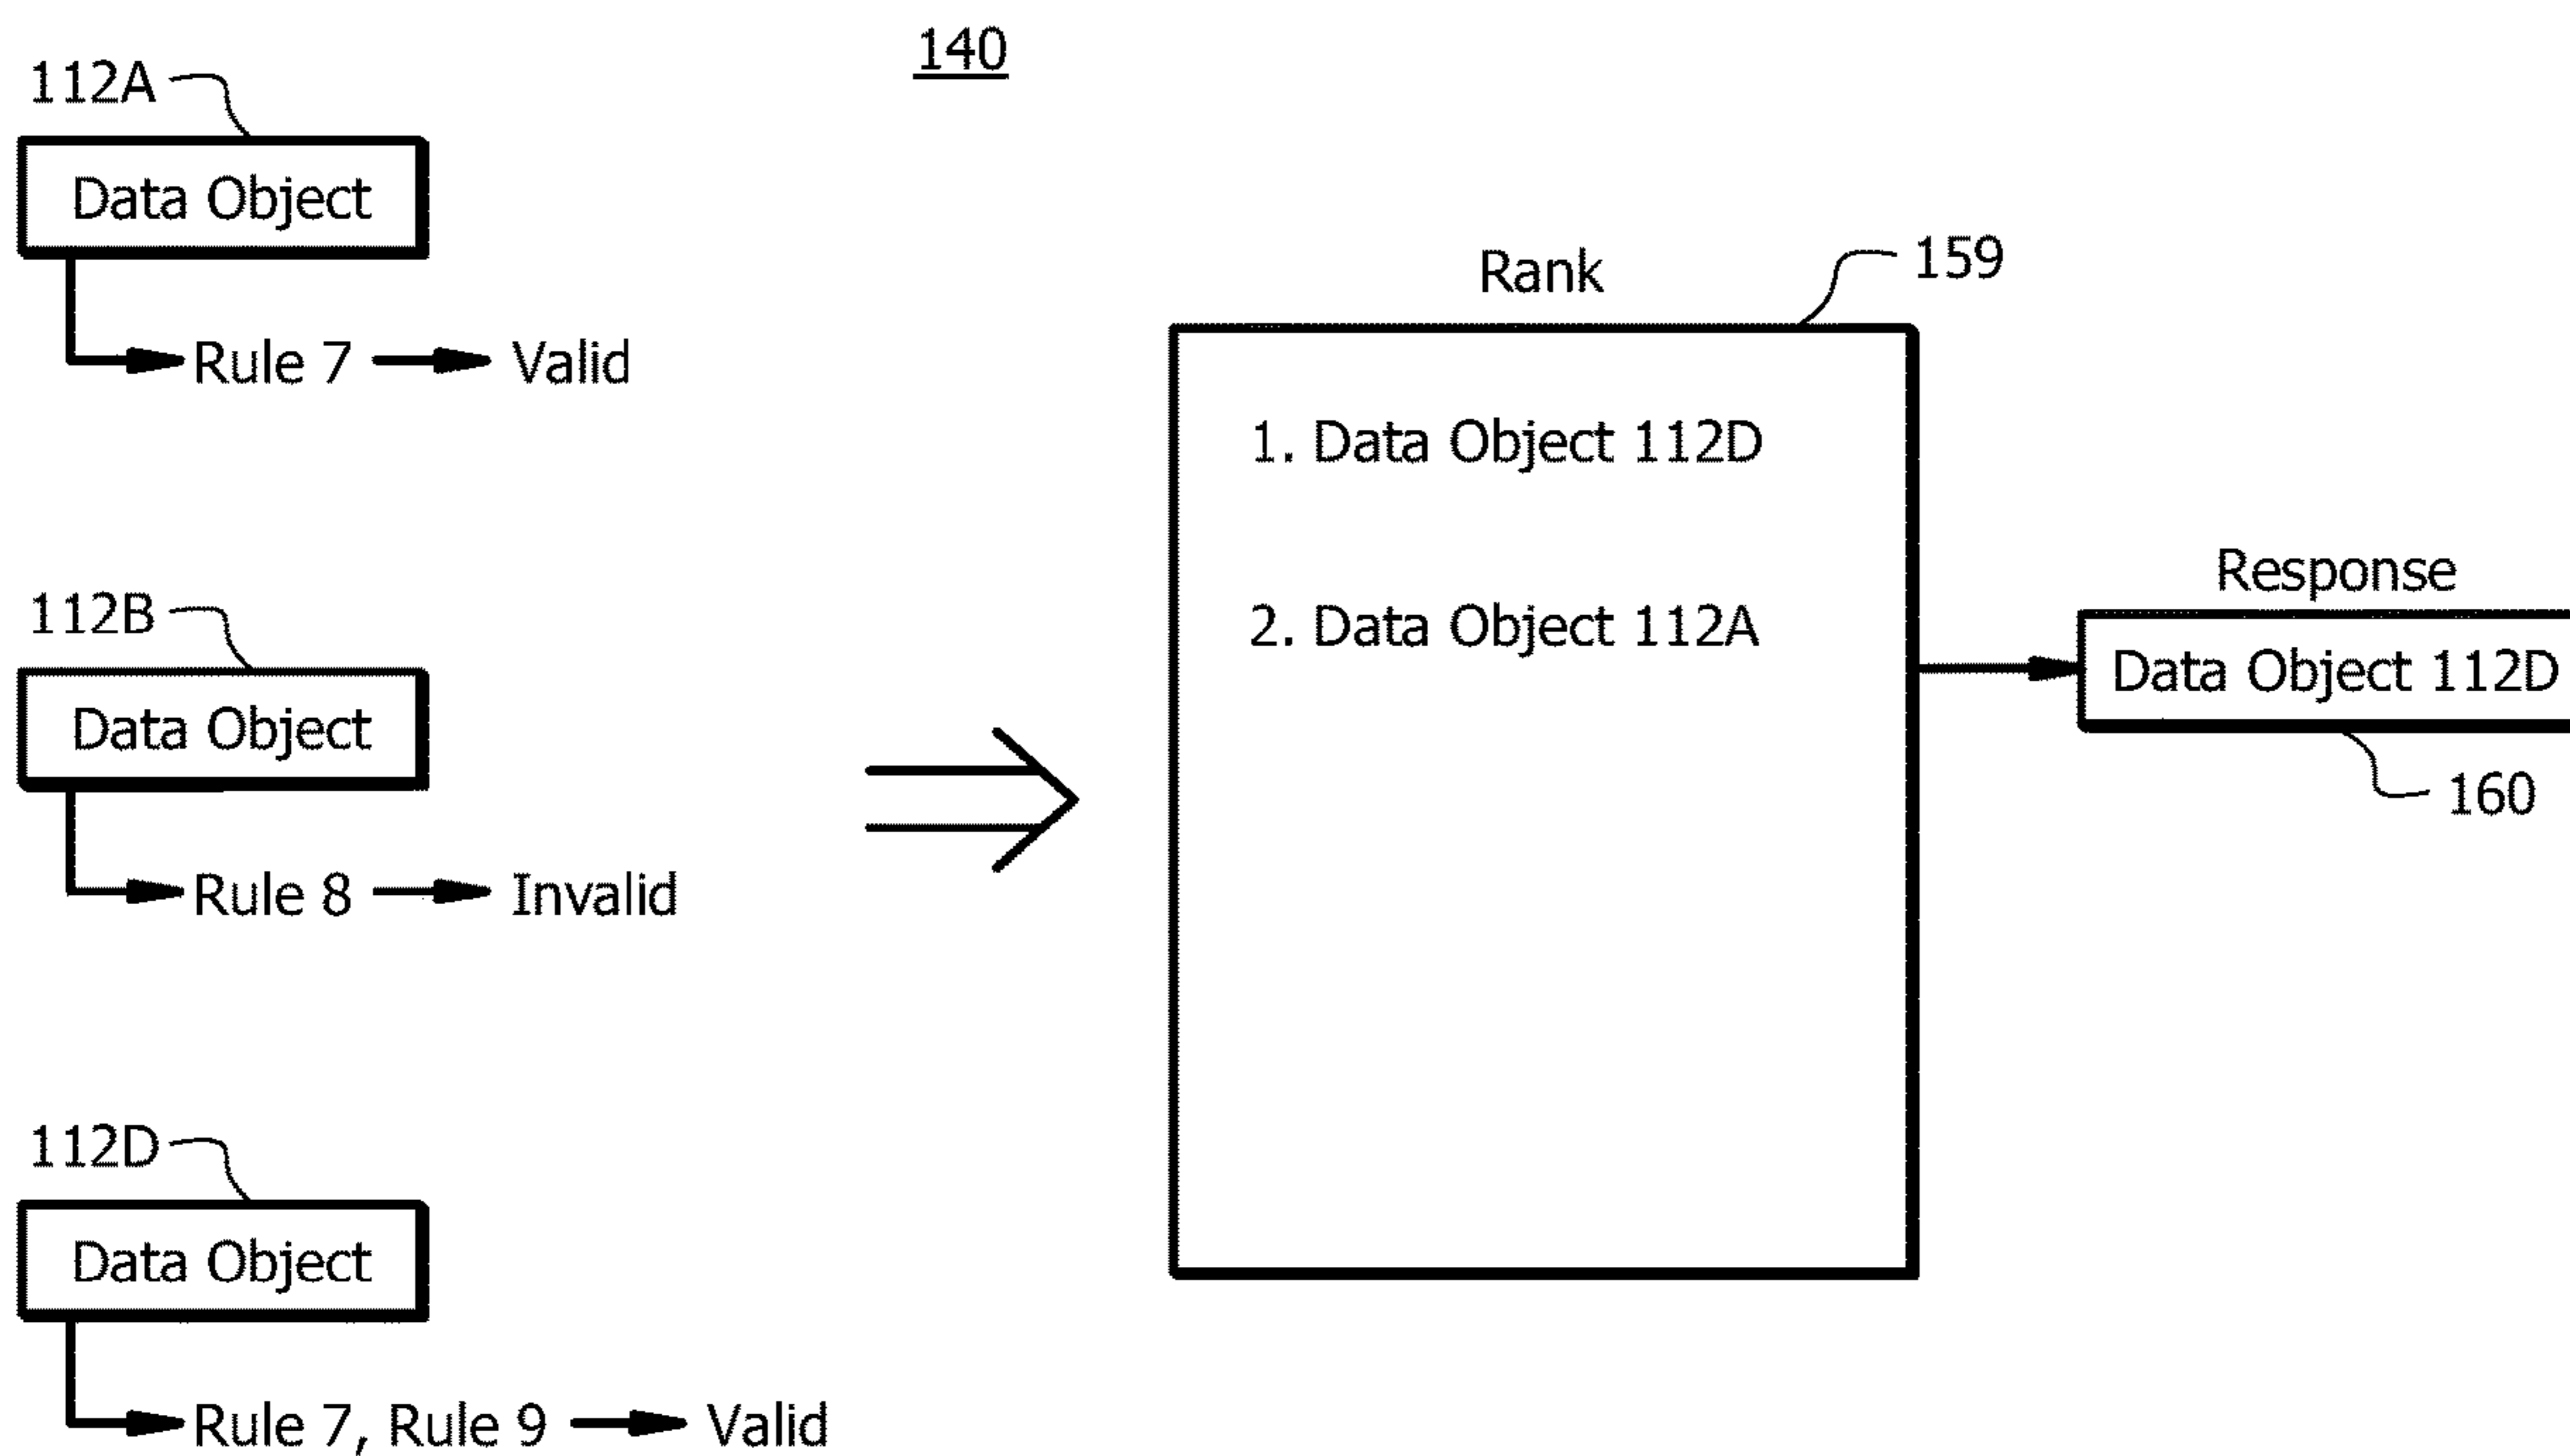 140
112A
Data Object
Rule 7
Valid
112B
Data Object
Rule 8
Invalid
112D
Data Object
Rule 7, Rule 9
Valid
Rank
159
1. Data Object 112D
2. Data Object 112A
Response
Data Object 112D
160